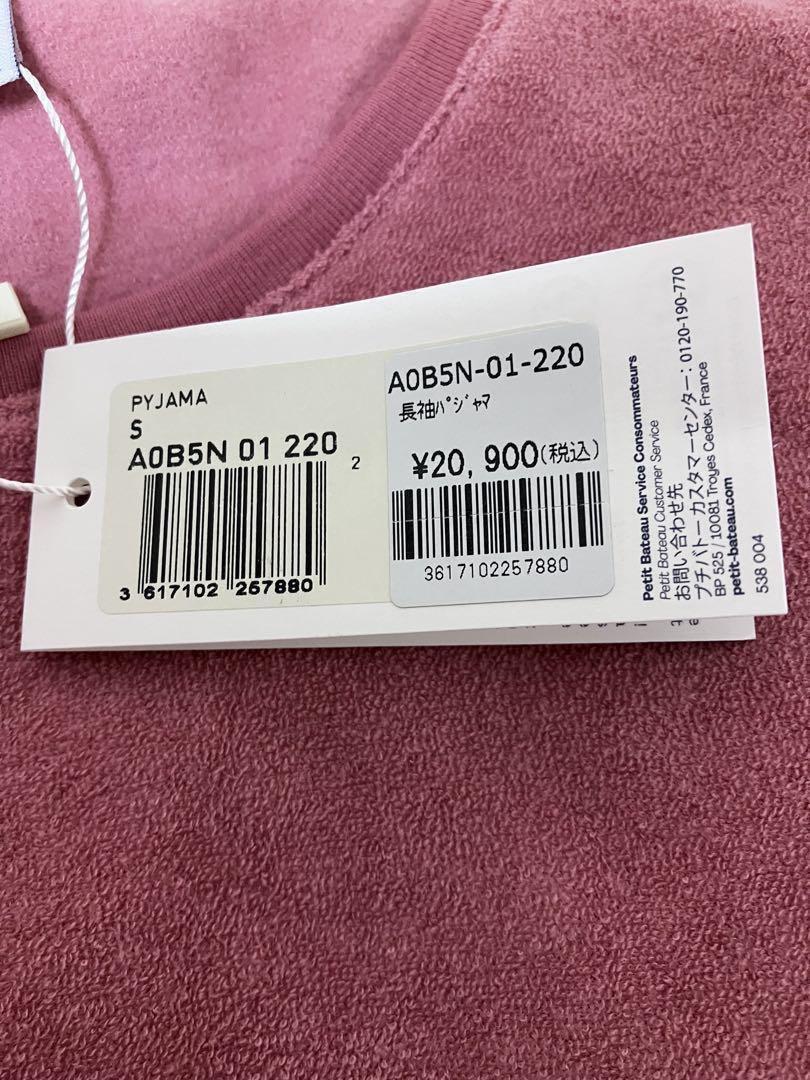 PYJAMA
S
A0B5N 01 220
2
3 617102 257880
A0B5N-01-220
長袖ﾊﾟｼﾞｬﾏ
¥20,900(税込)
3617102257880
Petit Bateau Service Consommateurs
Petit Bateau Customer Service
お問い合わせ先
プチバトー カスタマーセンター：0120-190-770
BP 525 / 10081 Troyes Cedex, France
petit-bateau.com
538 004